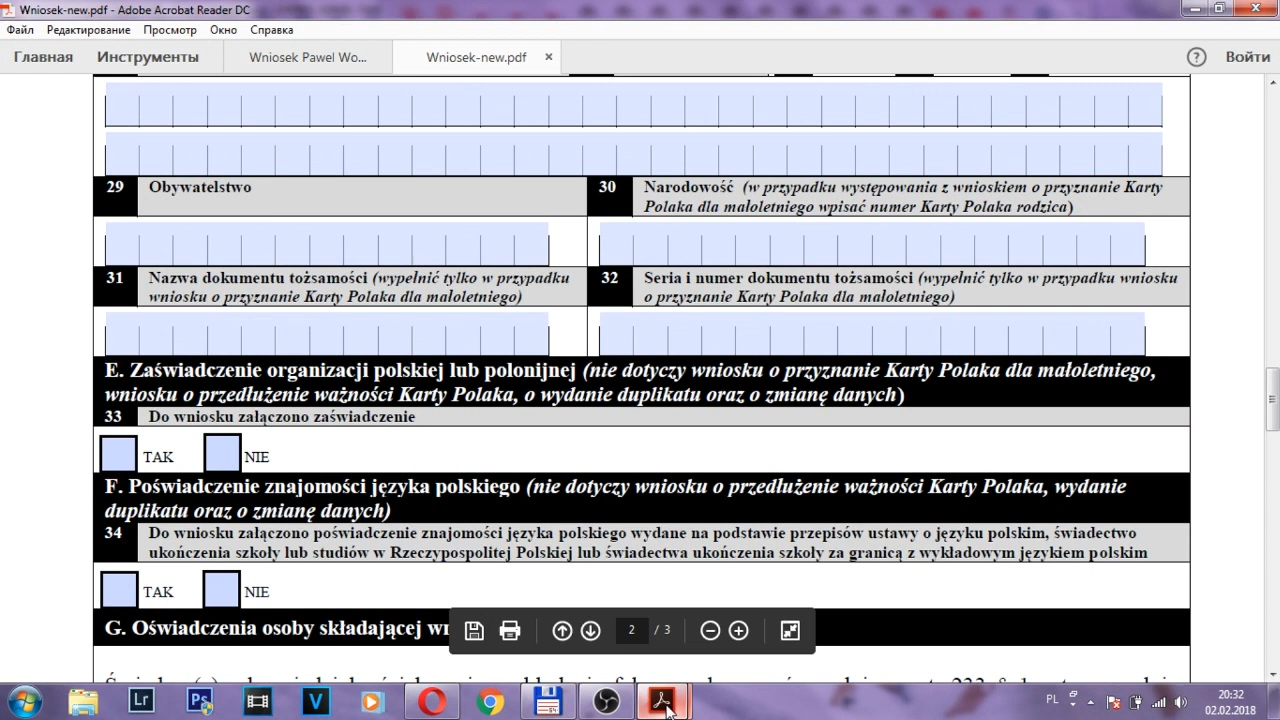 Wniosek-new.pdf - Adobe Acrobat Reader DC
Файл Редактирование Просмотр Окно Справка
Главная Инструменты Wniosek Pawel Wo... Wniosek-new.pdf × ? Войти
29 Obywatelstwo
30 Narodowość (w przypadku występowania z wnioskiem o przyznanie Karty
Polaka dla małoletniego wpisać numer Karty Polaka rodzica)
31 Nazwa dokumentu tożsamości (wypełnić tylko w przypadku
wniosku o przyznanie Karty Polaka dla małoletniego)
32 Seria i numer dokumentu tożsamości (wypełnić tylko w przypadku wniosku
o przyznanie Karty Polaka dla małoletniego)
E. Zaświadczenie organizacji polskiej lub polonijnej (nie dotyczy wniosku o przyznanie Karty Polaka dla małoletniego,
wniosku o przedłużenie ważności Karty Polaka, o wydanie duplikatu oraz o zmianę danych)
33 Do wniosku załączono zaświadczenie
TAK NIE
F. Poświadczenie znajomości języka polskiego (nie dotyczy wniosku o przedłużenie ważności Karty Polaka, wydanie
duplikatu oraz o zmianę danych)
34 Do wniosku załączono poświadczenie znajomości języka polskiego wydane na podstawie przepisów ustawy o języku polskim, świadectwo
ukończenia szkoły lub studiów w Rzeczypospolitej Polskiej lub świadectwa ukończenia szkoły za granicą z wykładowym językiem polskim
TAK NIE
G. Oświadczenia osoby składającej
2 / 3
Lr Ps V 64 PL 20:32
02.02.2018